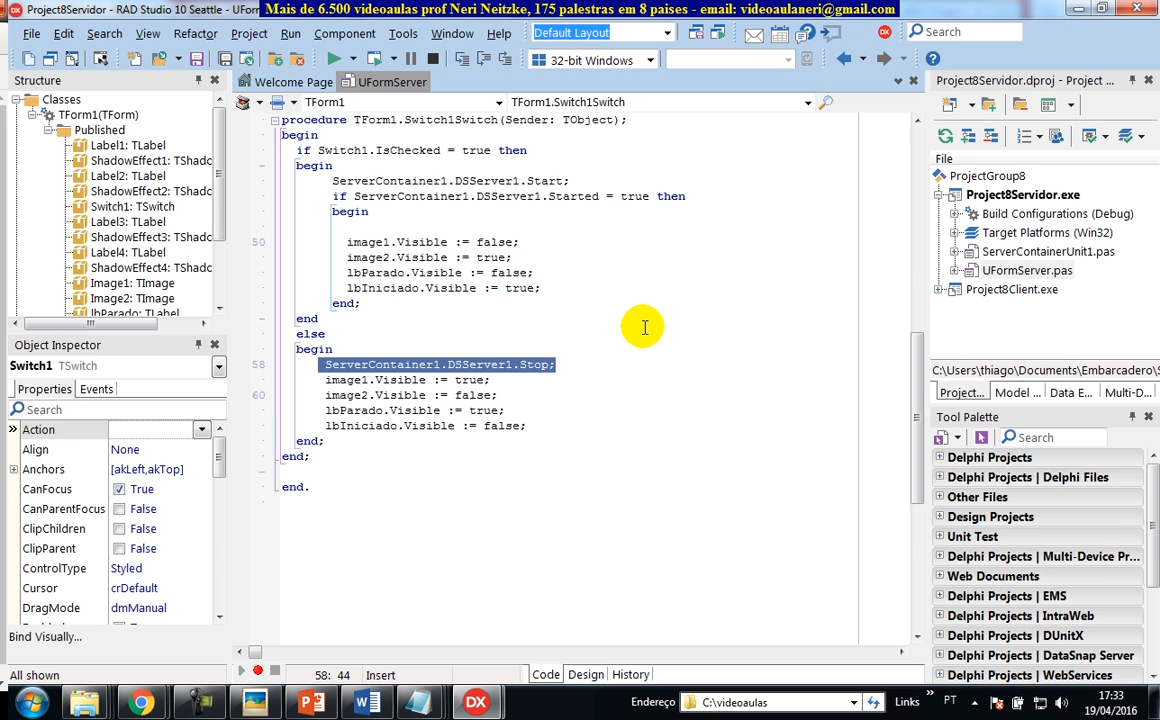 Project8Servidor - RAD Studio 10 Seattle - UForm
Mais de 6.500 videoaulas prof Neri Neitzke, 175 palestras em 8 paises - email: videoaulaneri@gmail.com
File Edit Search View Refactor Project Run Component Tools Window Help
Default Layout
Search
32-bit Windows
Structure
Classes
TForm1(TForm)
Published
Label1: TLabel
ShadowEffect1: TShado
Label2: TLabel
ShadowEffect2: TShado
Switch1: TSwitch
Label3: TLabel
ShadowEffect3: TShado
Label4: TLabel
ShadowEffect4: TShado
Image1: TImage
Image2: TImage
lbParado: TLabel
Object Inspector
Switch1 TSwitch
Properties Events
Search
Action
Align None
Anchors [akLeft,akTop]
CanFocus True
CanParentFocus False
ClipChildren False
ClipParent False
ControlType Styled
Cursor crDefault
DragMode dmManual
Bind Visually...
All shown
Welcome Page UFormServer
TForm1 TForm1.Switch1Switch
procedure TForm1.Switch1Switch(Sender: TObject);
begin
if Switch1.IsChecked = true then
begin
ServerContainer1.DSServer1.Start;
if ServerContainer1.DSServer1.Started = true then
begin
50 image1.Visible := false;
image2.Visible := true;
lbParado.Visible := false;
lbIniciado.Visible := true;
end;
end
else
begin
58 ServerContainer1.DSServer1.Stop;
image1.Visible := true;
60 image2.Visible := false;
lbParado.Visible := true;
lbIniciado.Visible := false;
end;
end;
end.
58: 44 Insert Code Design History
Project8Servidor.dproj - Project ...
File
ProjectGroup8
Project8Servidor.exe
Build Configurations (Debug)
Target Platforms (Win32)
ServerContainerUnit1.pas
UFormServer.pas
Project8Client.exe
C:\Users\thiago\Documents\Embarcadero\S
Project... Model ... Data E... Multi-D...
Tool Palette
Search
Delphi Projects
Delphi Projects | Delphi Files
Other Files
Design Projects
Unit Test
Delphi Projects | Multi-Device Pr...
Web Documents
Delphi Projects | EMS
Delphi Projects | IntraWeb
Delphi Projects | DUnitX
Delphi Projects | DataSnap Server
Delphi Projects | WebServices
DX
Endereço C:\videoaulas Links » PT
17:33
19/04/2016